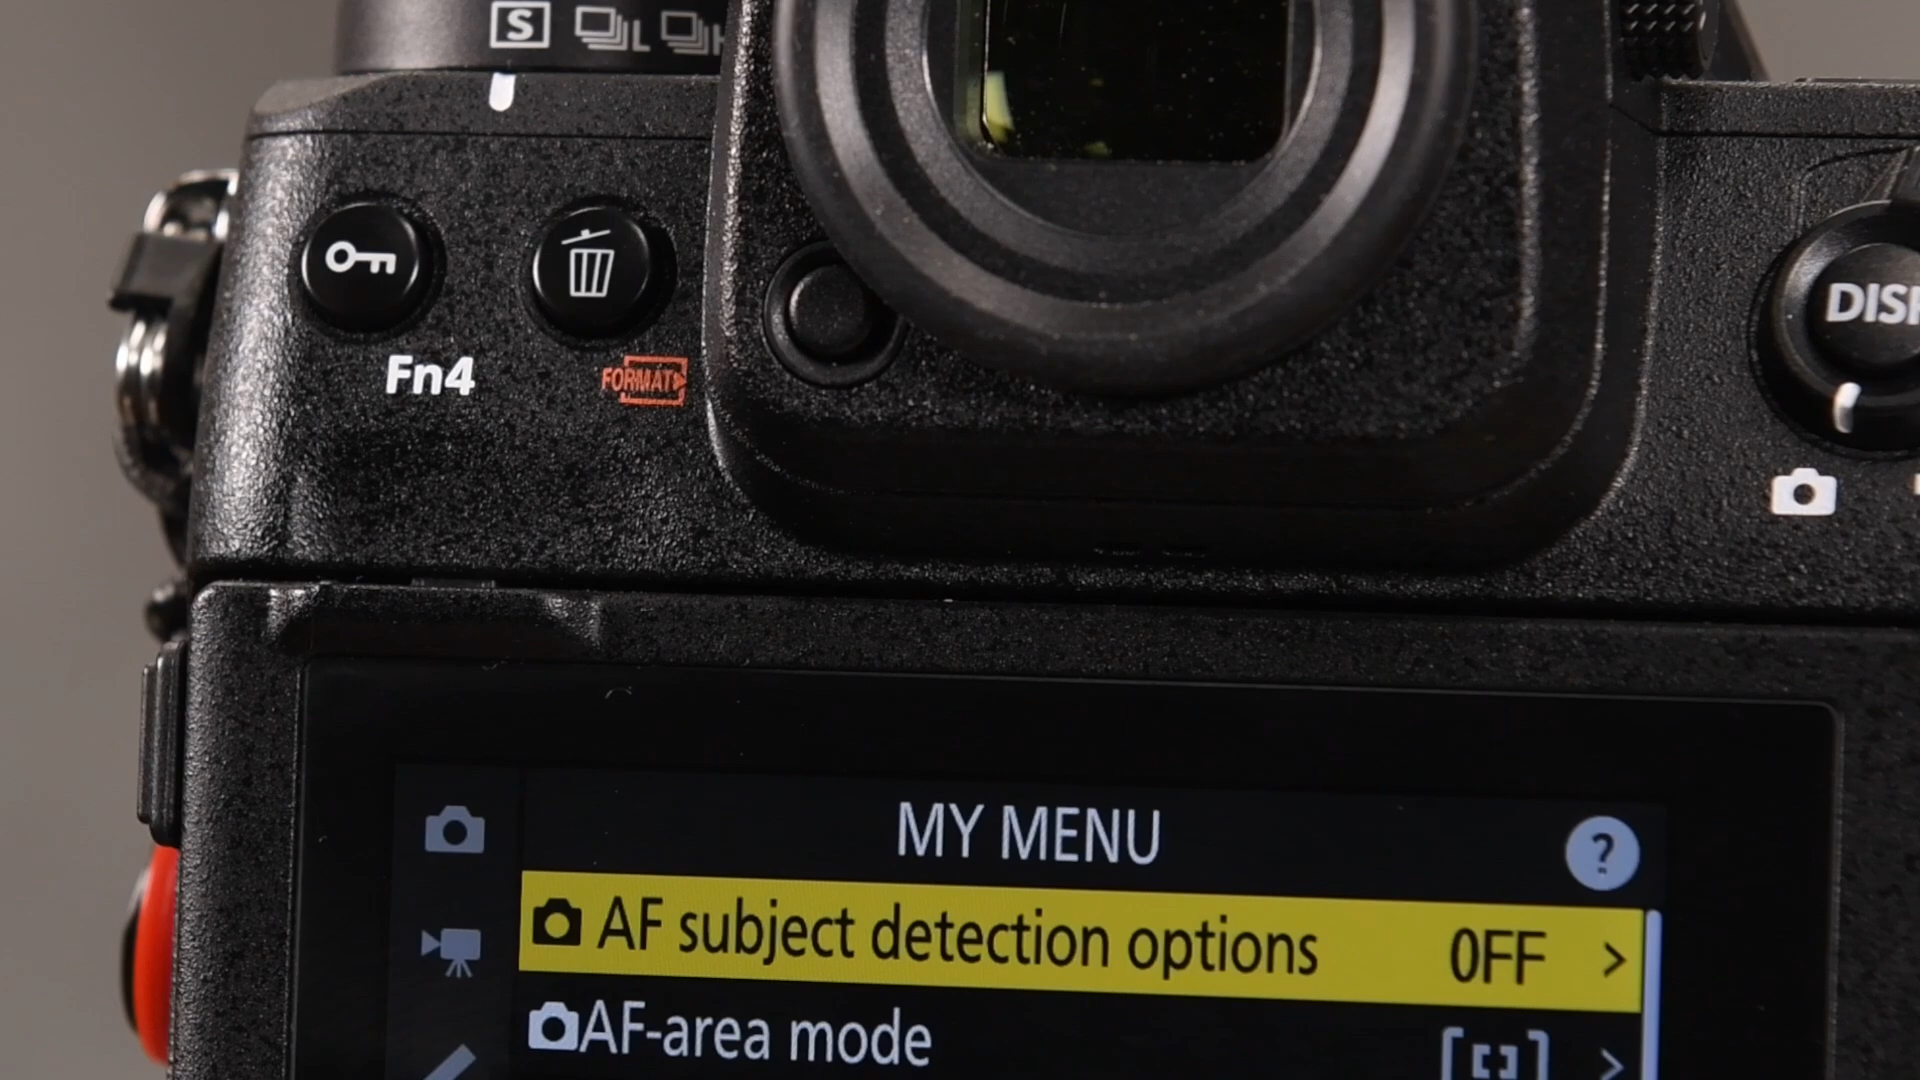 S L H
Fn4
FORMAT
DISP
MY MENU
?
AF subject detection options OFF >
AF-area mode [ ] >